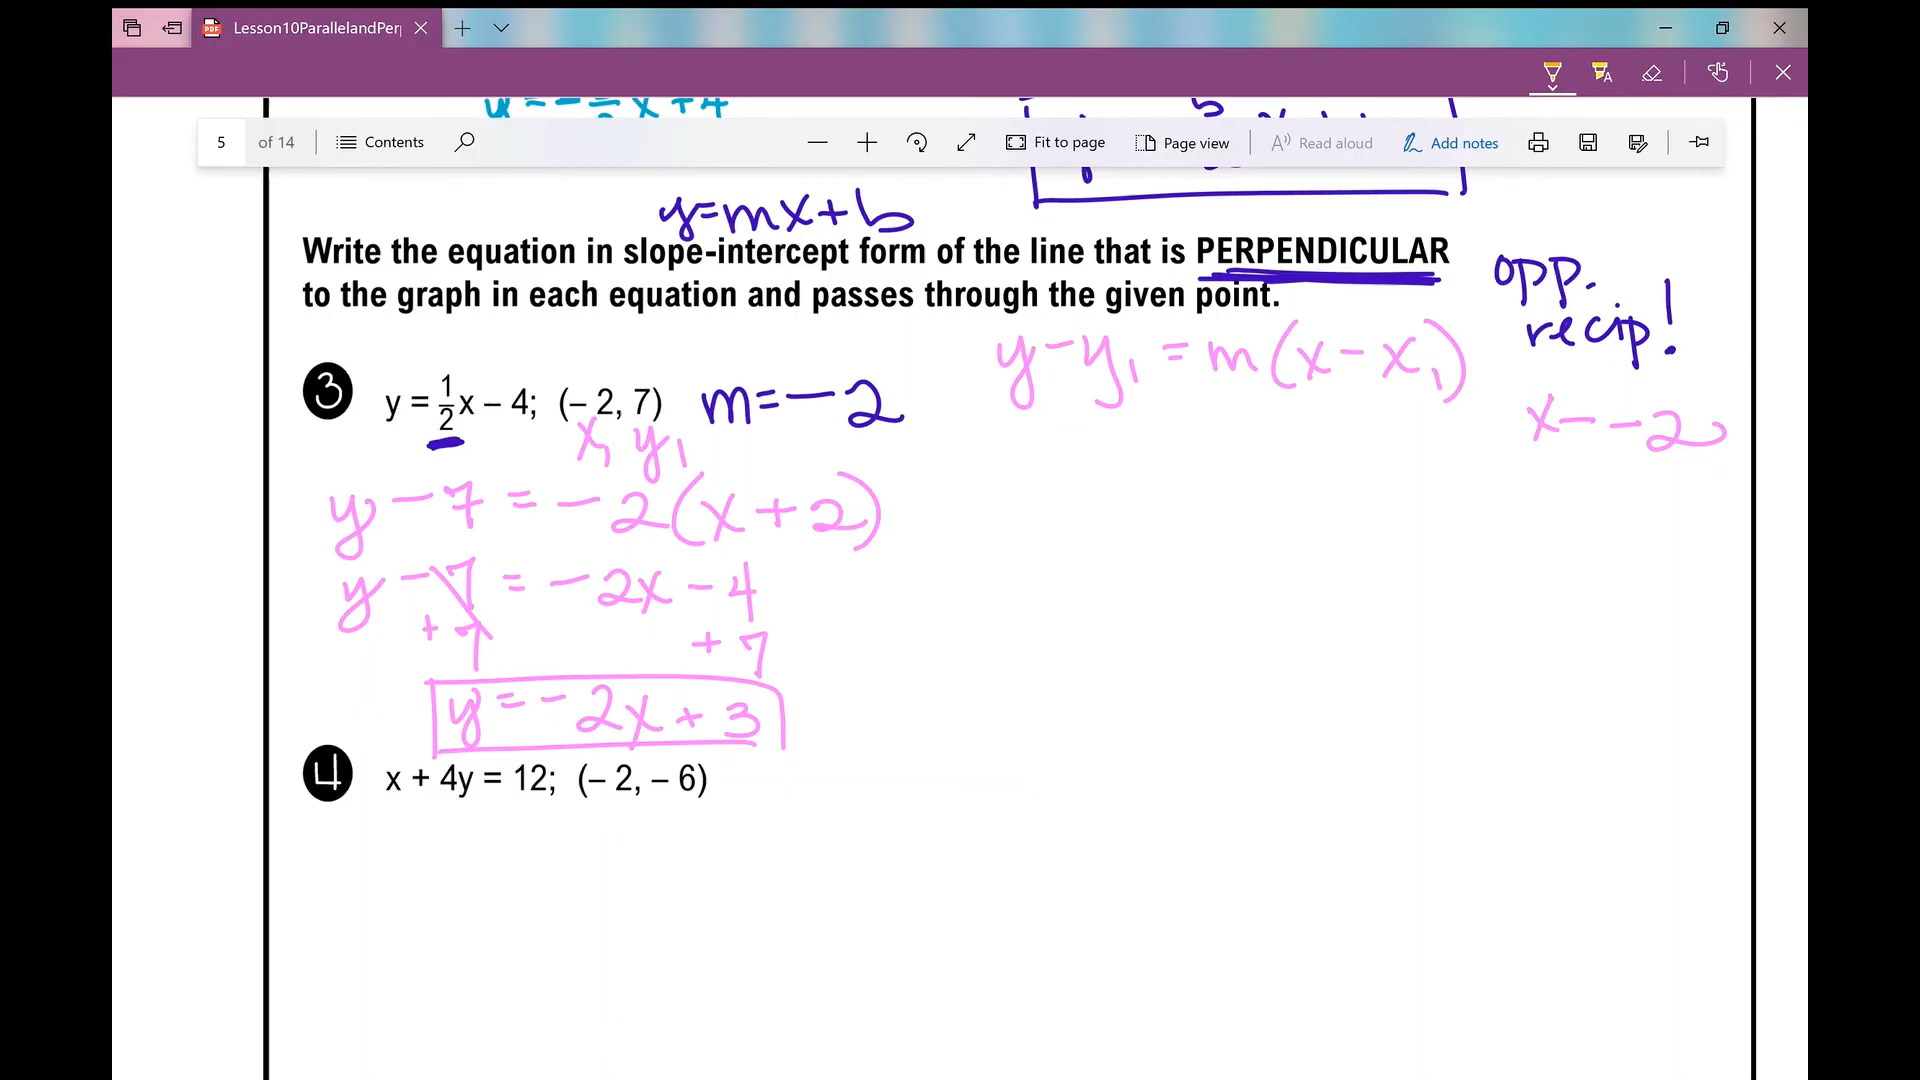 Lesson10ParallelandPer
5 of 14 Contents Fit to page Page view Read aloud Add notes
y=mx+b
Write the equation in slope-intercept form of the line that is PERPENDICULAR
to the graph in each equation and passes through the given point.
opp.
recip!
y-y₁ = m(x-x₁)
3 y = 1/2x – 4; (– 2, 7) m=-2
x₁ y₁
x--2
y-7=-2(x+2)
y-7=-2x-4
+7 +7
y=-2x+3
4 x + 4y = 12; (– 2, – 6)